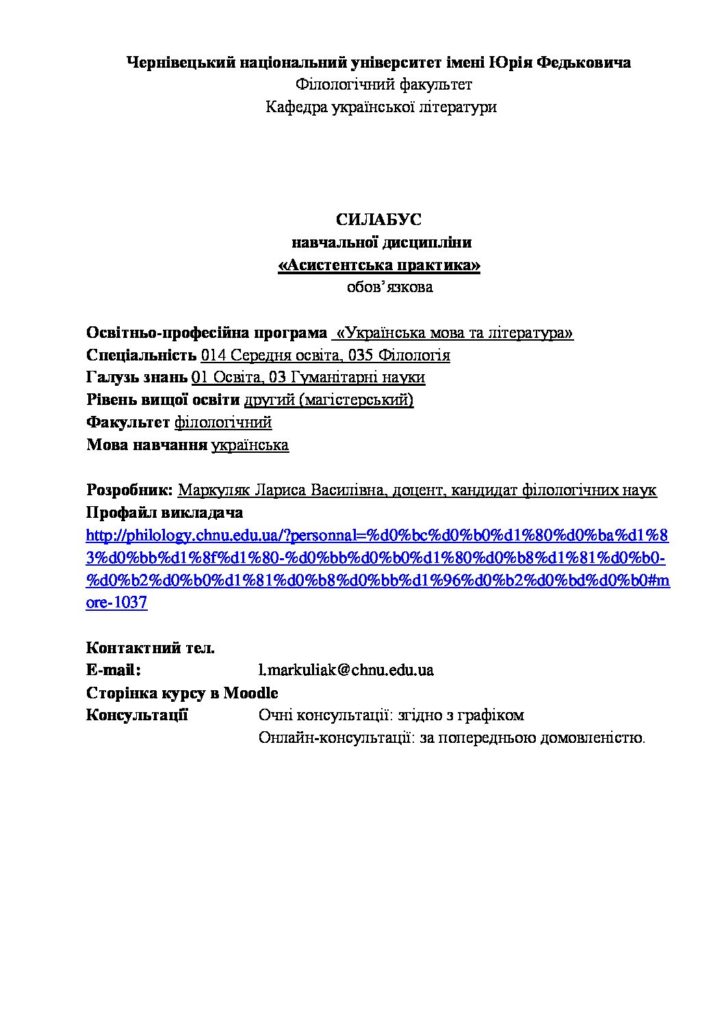 Чернівецький національний університет імені Юрія Федьковича
Філологічний факультет
Кафедра української літератури
СИЛАБУС
навчальної дисципліни
«Асистентська практика»
обов’язкова
Освітньо-професійна програма «Українська мова та література»
Спеціальність 014 Середня освіта, 035 Філологія
Галузь знань 01 Освіта, 03 Гуманітарні науки
Рівень вищої освіти другий (магістерський)
Факультет філологічний
Мова навчання українська
Розробник: Маркуляк Лариса Василівна, доцент, кандидат філологічних наук
Профайл викладача
http://philology.chnu.edu.ua/?personnal=%d0%bc%d0%b0%d1%80%d0%ba%d1%8
3%d0%bb%d1%8f%d1%80-%d0%bb%d0%b0%d1%80%d0%b8%d1%81%d0%b0-
%d0%b2%d0%b0%d1%81%d0%b8%d0%bb%d1%96%d0%b2%d0%bd%d0%b0#m
ore-1037
Контактний тел.
E-mail: l.markuliak@chnu.edu.ua
Сторінка курсу в Moodle
Консультації Очні консультації: згідно з графіком
Онлайн-консультації: за попередньою домовленістю.